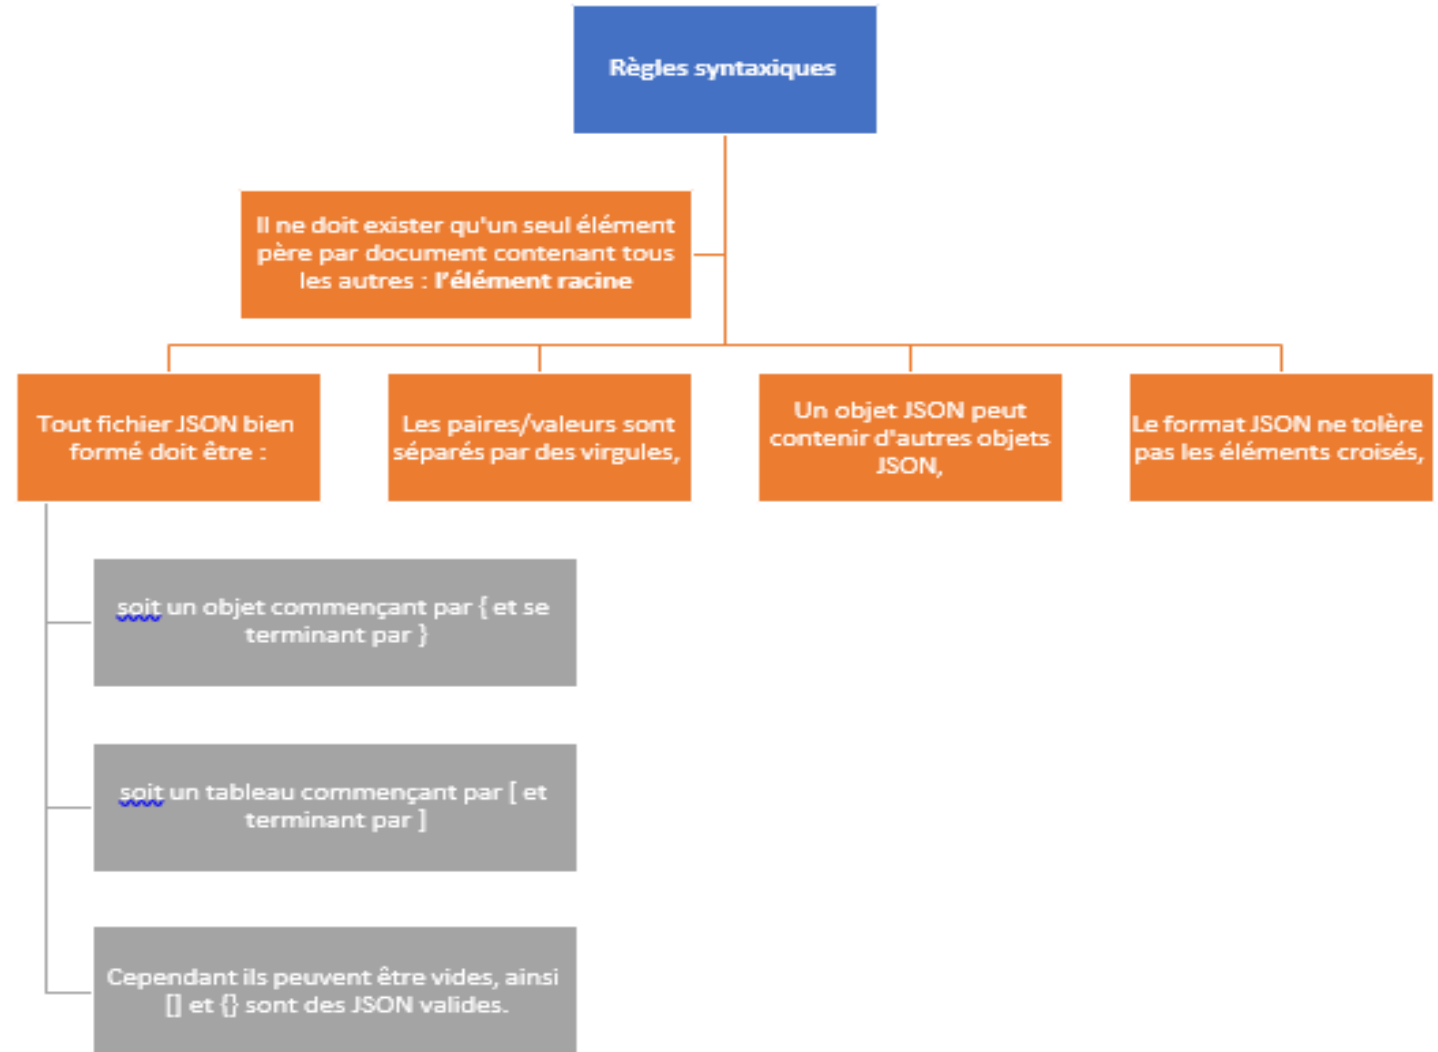 Règles syntaxiques
Il ne doit exister qu'un seul élément
père par document contenant tous
les autres : l'élément racine
Tout fichier JSON bien
formé doit être :
Les paires/valeurs sont
séparés par des virgules,
Un objet JSON peut
contenir d'autres objets
JSON,
Le format JSON ne tolère
pas les éléments croisés,
soit un objet commençant par { et se
terminant par }
soit un tableau commençant par [ et
terminant par ]
Cependant ils peuvent être vides, ainsi
[] et {} sont des JSON valides.